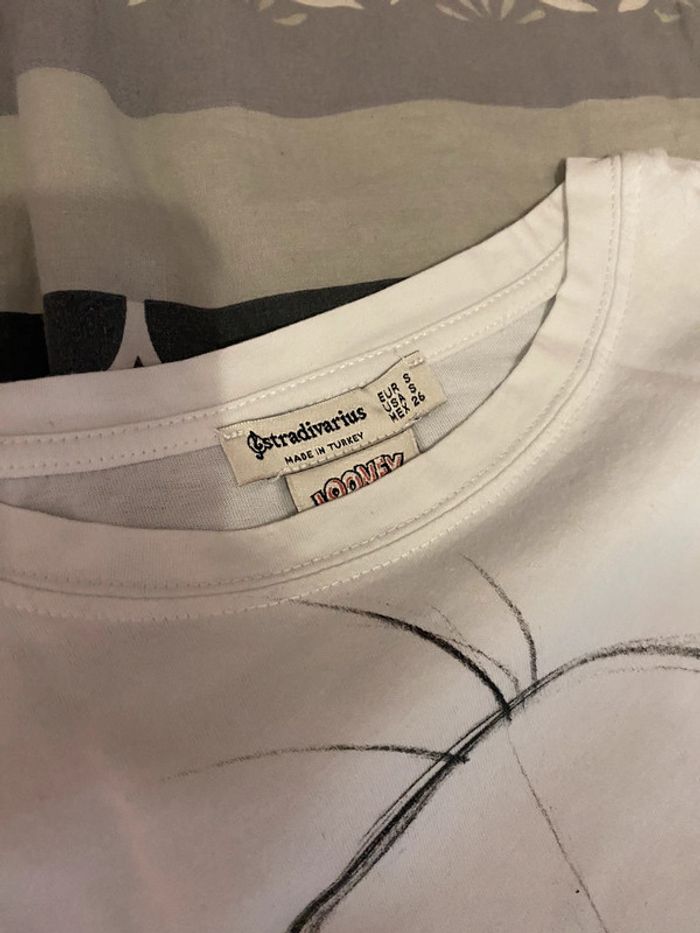 stradivarius
MADE IN TURKEY
EUR S
USA S
MEX 26
LOONEY